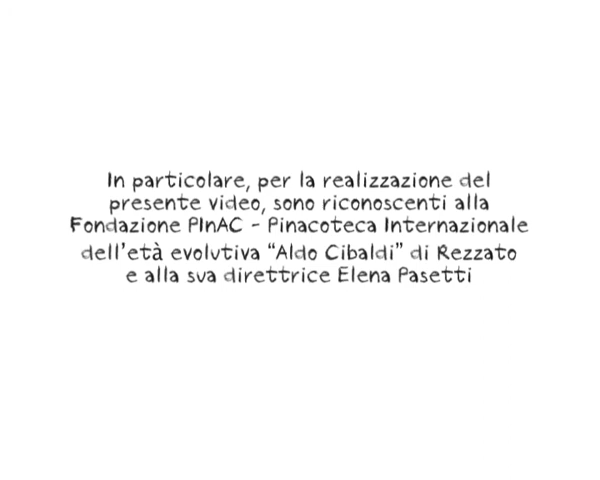 In particolare, per la realizzazione del
presente video, sono riconoscenti alla
Fondazione PInAC - Pinacoteca Internazionale
dell'età evolutiva “Aldo Cibaldi” di Rezzato
e alla sua direttrice Elena Pasetti